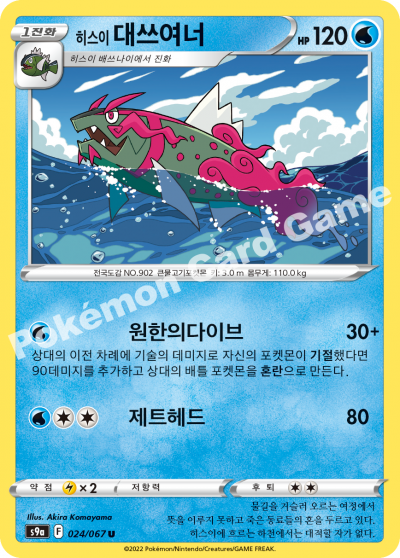 1진화 히스이 대쓰여너 HP 120
히스이 배쓰나이에서 진화
전국도감 NO.902 큰물고기포켓몬 키: 3.0 m 몸무게: 110.0 kg
Pokémon Card Game
원한의다이브 30+
상대의 이전 차례에 기술의 데미지로 자신의 포켓몬이 기절했다면
90데미지를 추가하고 상대의 배틀 포켓몬을 혼란으로 만든다.
제트헤드 80
약점 ×2 저항력 후퇴
Illus. Akira Komayama
s9a F 024/067 U
물길을 거슬러 오르는 여정에서
뜻을 이루지 못하고 죽은 동료들의 혼을 두르고 있다.
히스이에 흐르는 하천에서는 대적할 자가 없다.
©2022 Pokémon/Nintendo/Creatures/GAME FREAK.